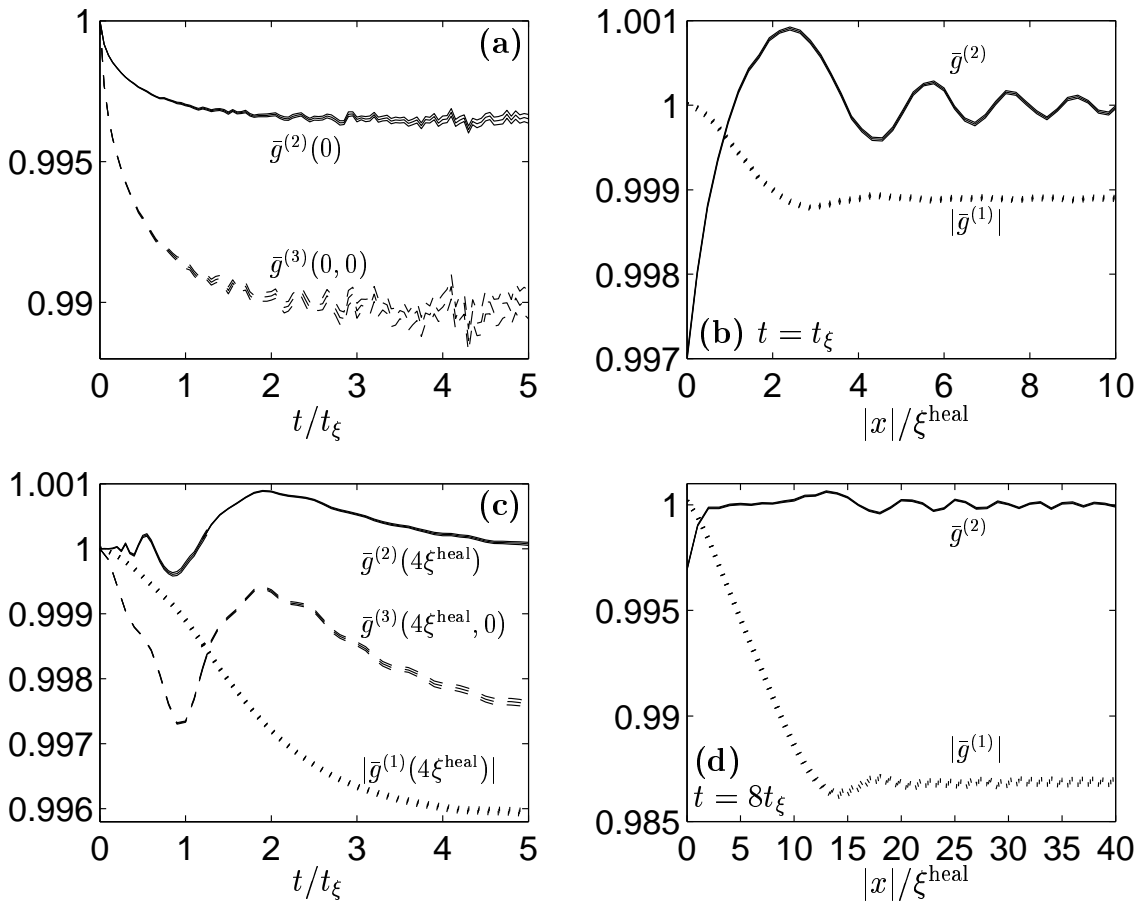 1
0.995
0.99
(a)
ḡ⁽²⁾(0)
ḡ⁽³⁾(0, 0)
0 1 2 3 4 5
t/t_ξ
1.001
1
0.999
0.998
0.997
ḡ⁽²⁾
|ḡ⁽¹⁾|
(b) t = t_ξ
0 2 4 6 8 10
|x|/ξ^heal
1.001
1
0.999
0.998
0.997
0.996
(c)
ḡ⁽²⁾(4ξ^heal)
ḡ⁽³⁾(4ξ^heal, 0)
|ḡ⁽¹⁾(4ξ^heal)|
0 1 2 3 4 5
t/t_ξ
1
0.995
0.99
0.985
ḡ⁽²⁾
|ḡ⁽¹⁾|
(d)
t = 8t_ξ
0 5 10 15 20 25 30 35 40
|x|/ξ^heal